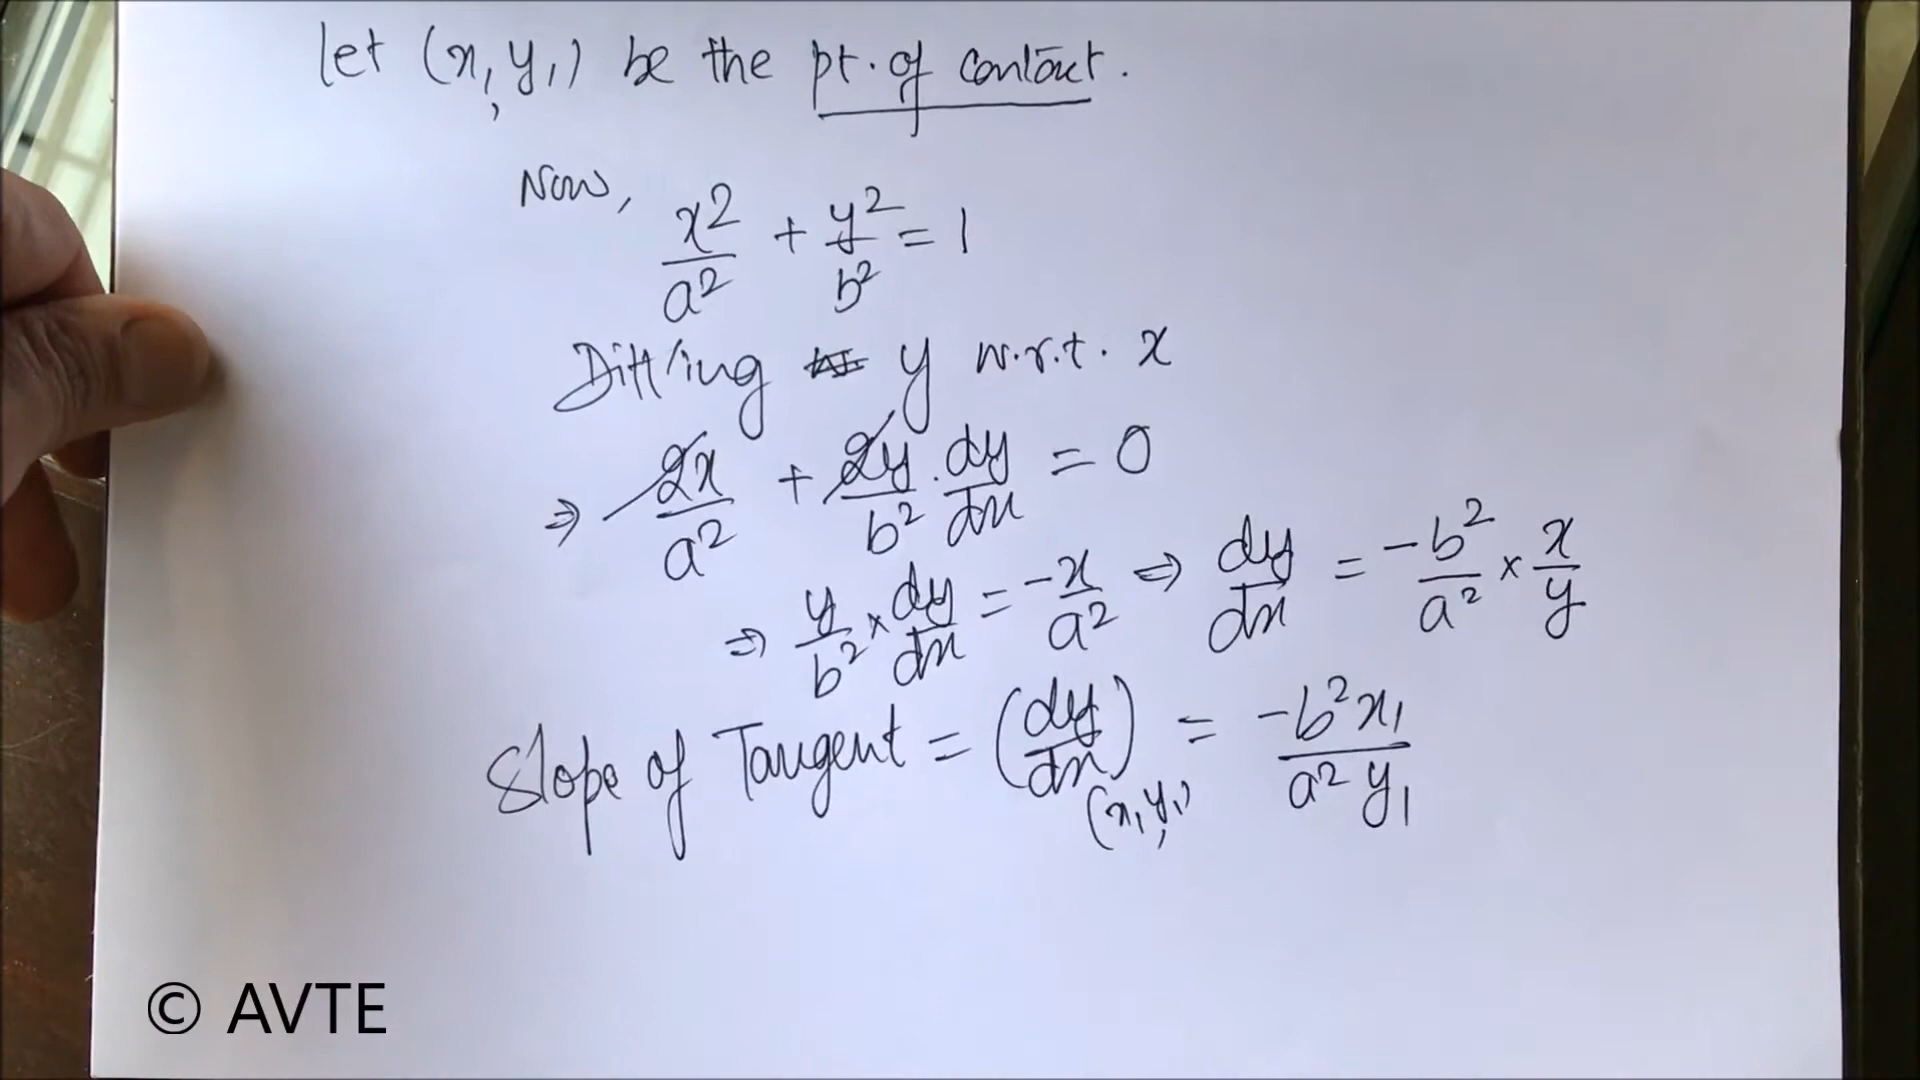 let (x₁, y₁) be the pt. of contact.
Now, x²/a² + y²/b² = 1
Diff/ing y w.r.t. x
⇒ 2x/a² + 2y/b² . dy/dx = 0
⇒ y/b² × dy/dx = -x/a² ⇒ dy/dx = -b²/a² × x/y
Slope of Tangent = (dy/dx)(x₁, y₁) = -b²x₁/a²y₁
© AVTE